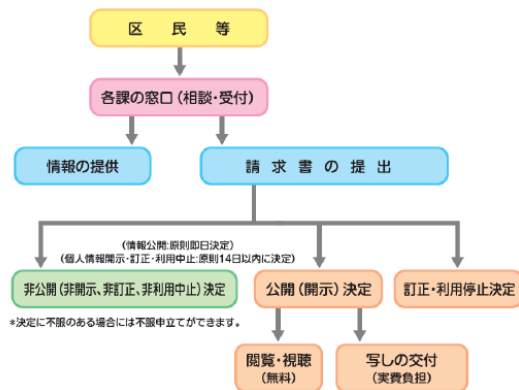 区民等
各課の窓口(相談・受付)
情報の提供
請求書の提出
(情報公開:原則即日決定)
(個人情報開示・訂正・利用中止:原則14日以内に決定)
非公開(非開示、非訂正、非利用中止)決定
公開(開示)決定
訂正・利用停止決定
*決定に不服のある場合には不服申立てができます。
閲覧・視聴
(無料)
写しの交付
(実費負担)